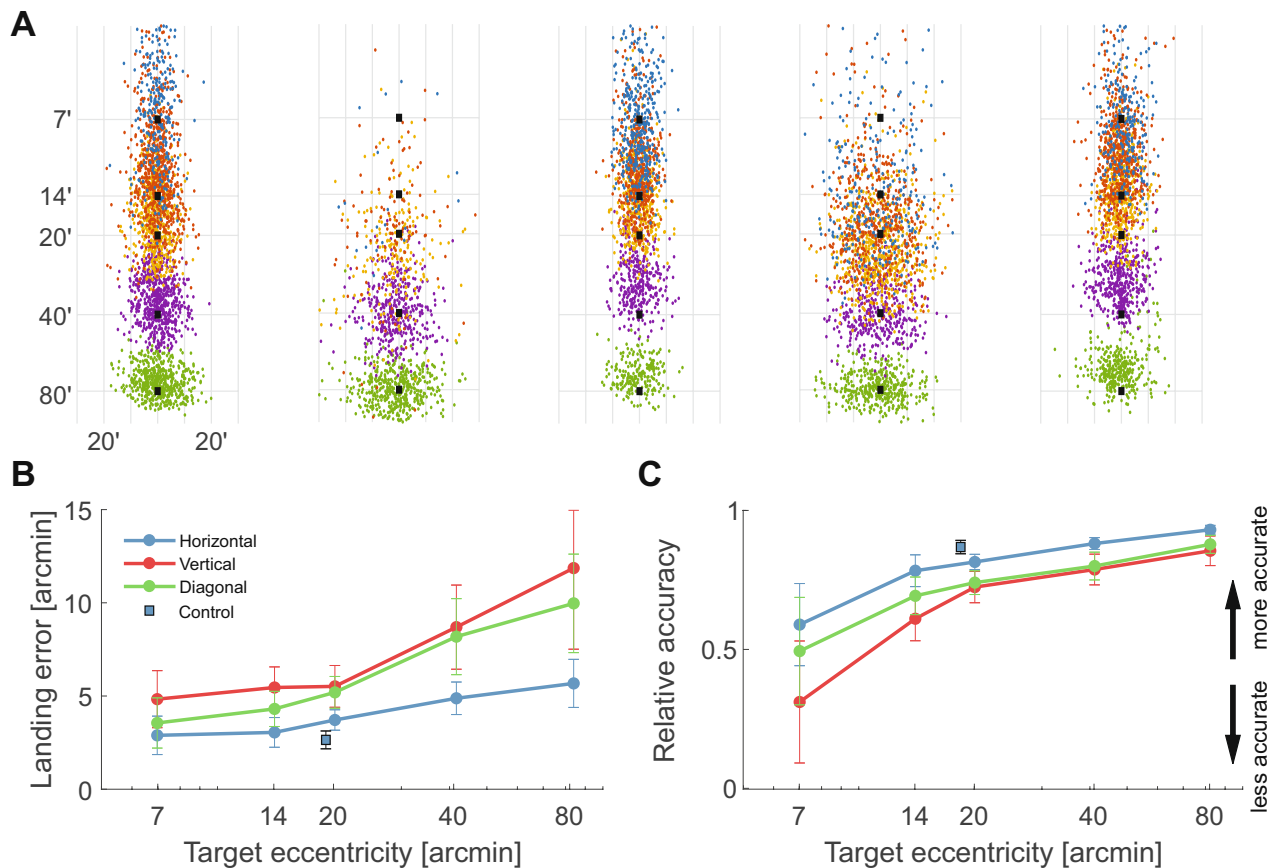 A
7'
14'
20'
40'
80'
20' 20'
B
Landing error [arcmin]
15
10
5
0
Horizontal
Vertical
Diagonal
Control
7 14 20 40 80
Target eccentricity [arcmin]
C
Relative accuracy
1
0.5
0
7 14 20 40 80
Target eccentricity [arcmin]
more accurate
less accurate